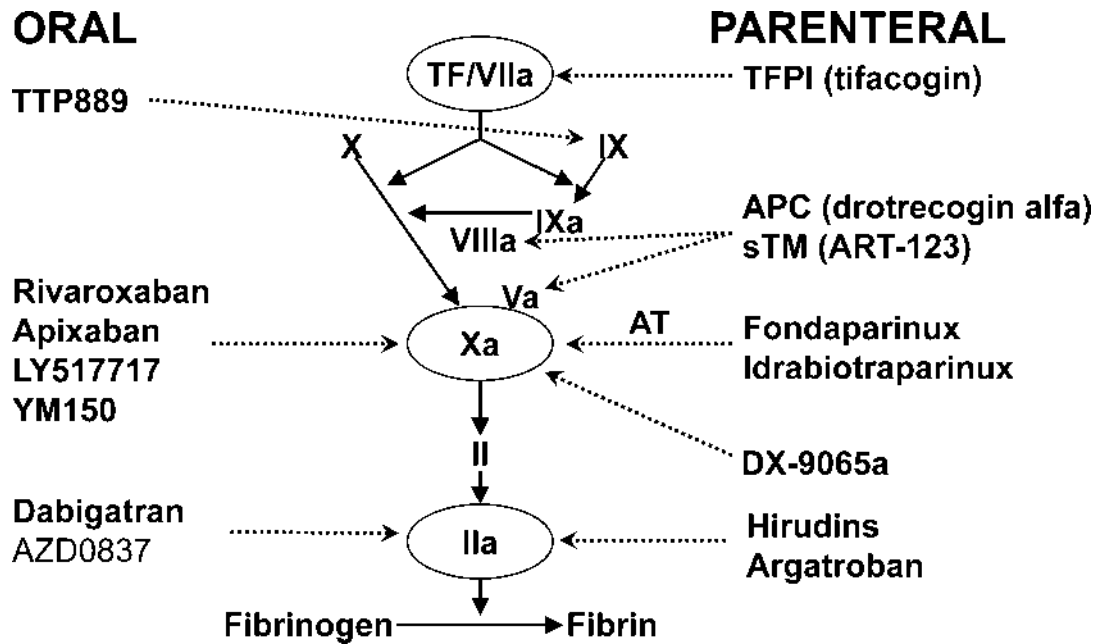 ORAL
PARENTERAL
TF/VIIa
TFPI (tifacogin)
TTP889
X
IX
IXa
VIIIa
APC (drotrecogin alfa)
sTM (ART-123)
Va
Rivaroxaban
Apixaban
LY517717
YM150
Xa
AT
Fondaparinux
Idrabiotraparinux
II
DX-9065a
Dabigatran
AZD0837
IIa
Hirudins
Argatroban
Fibrinogen
Fibrin